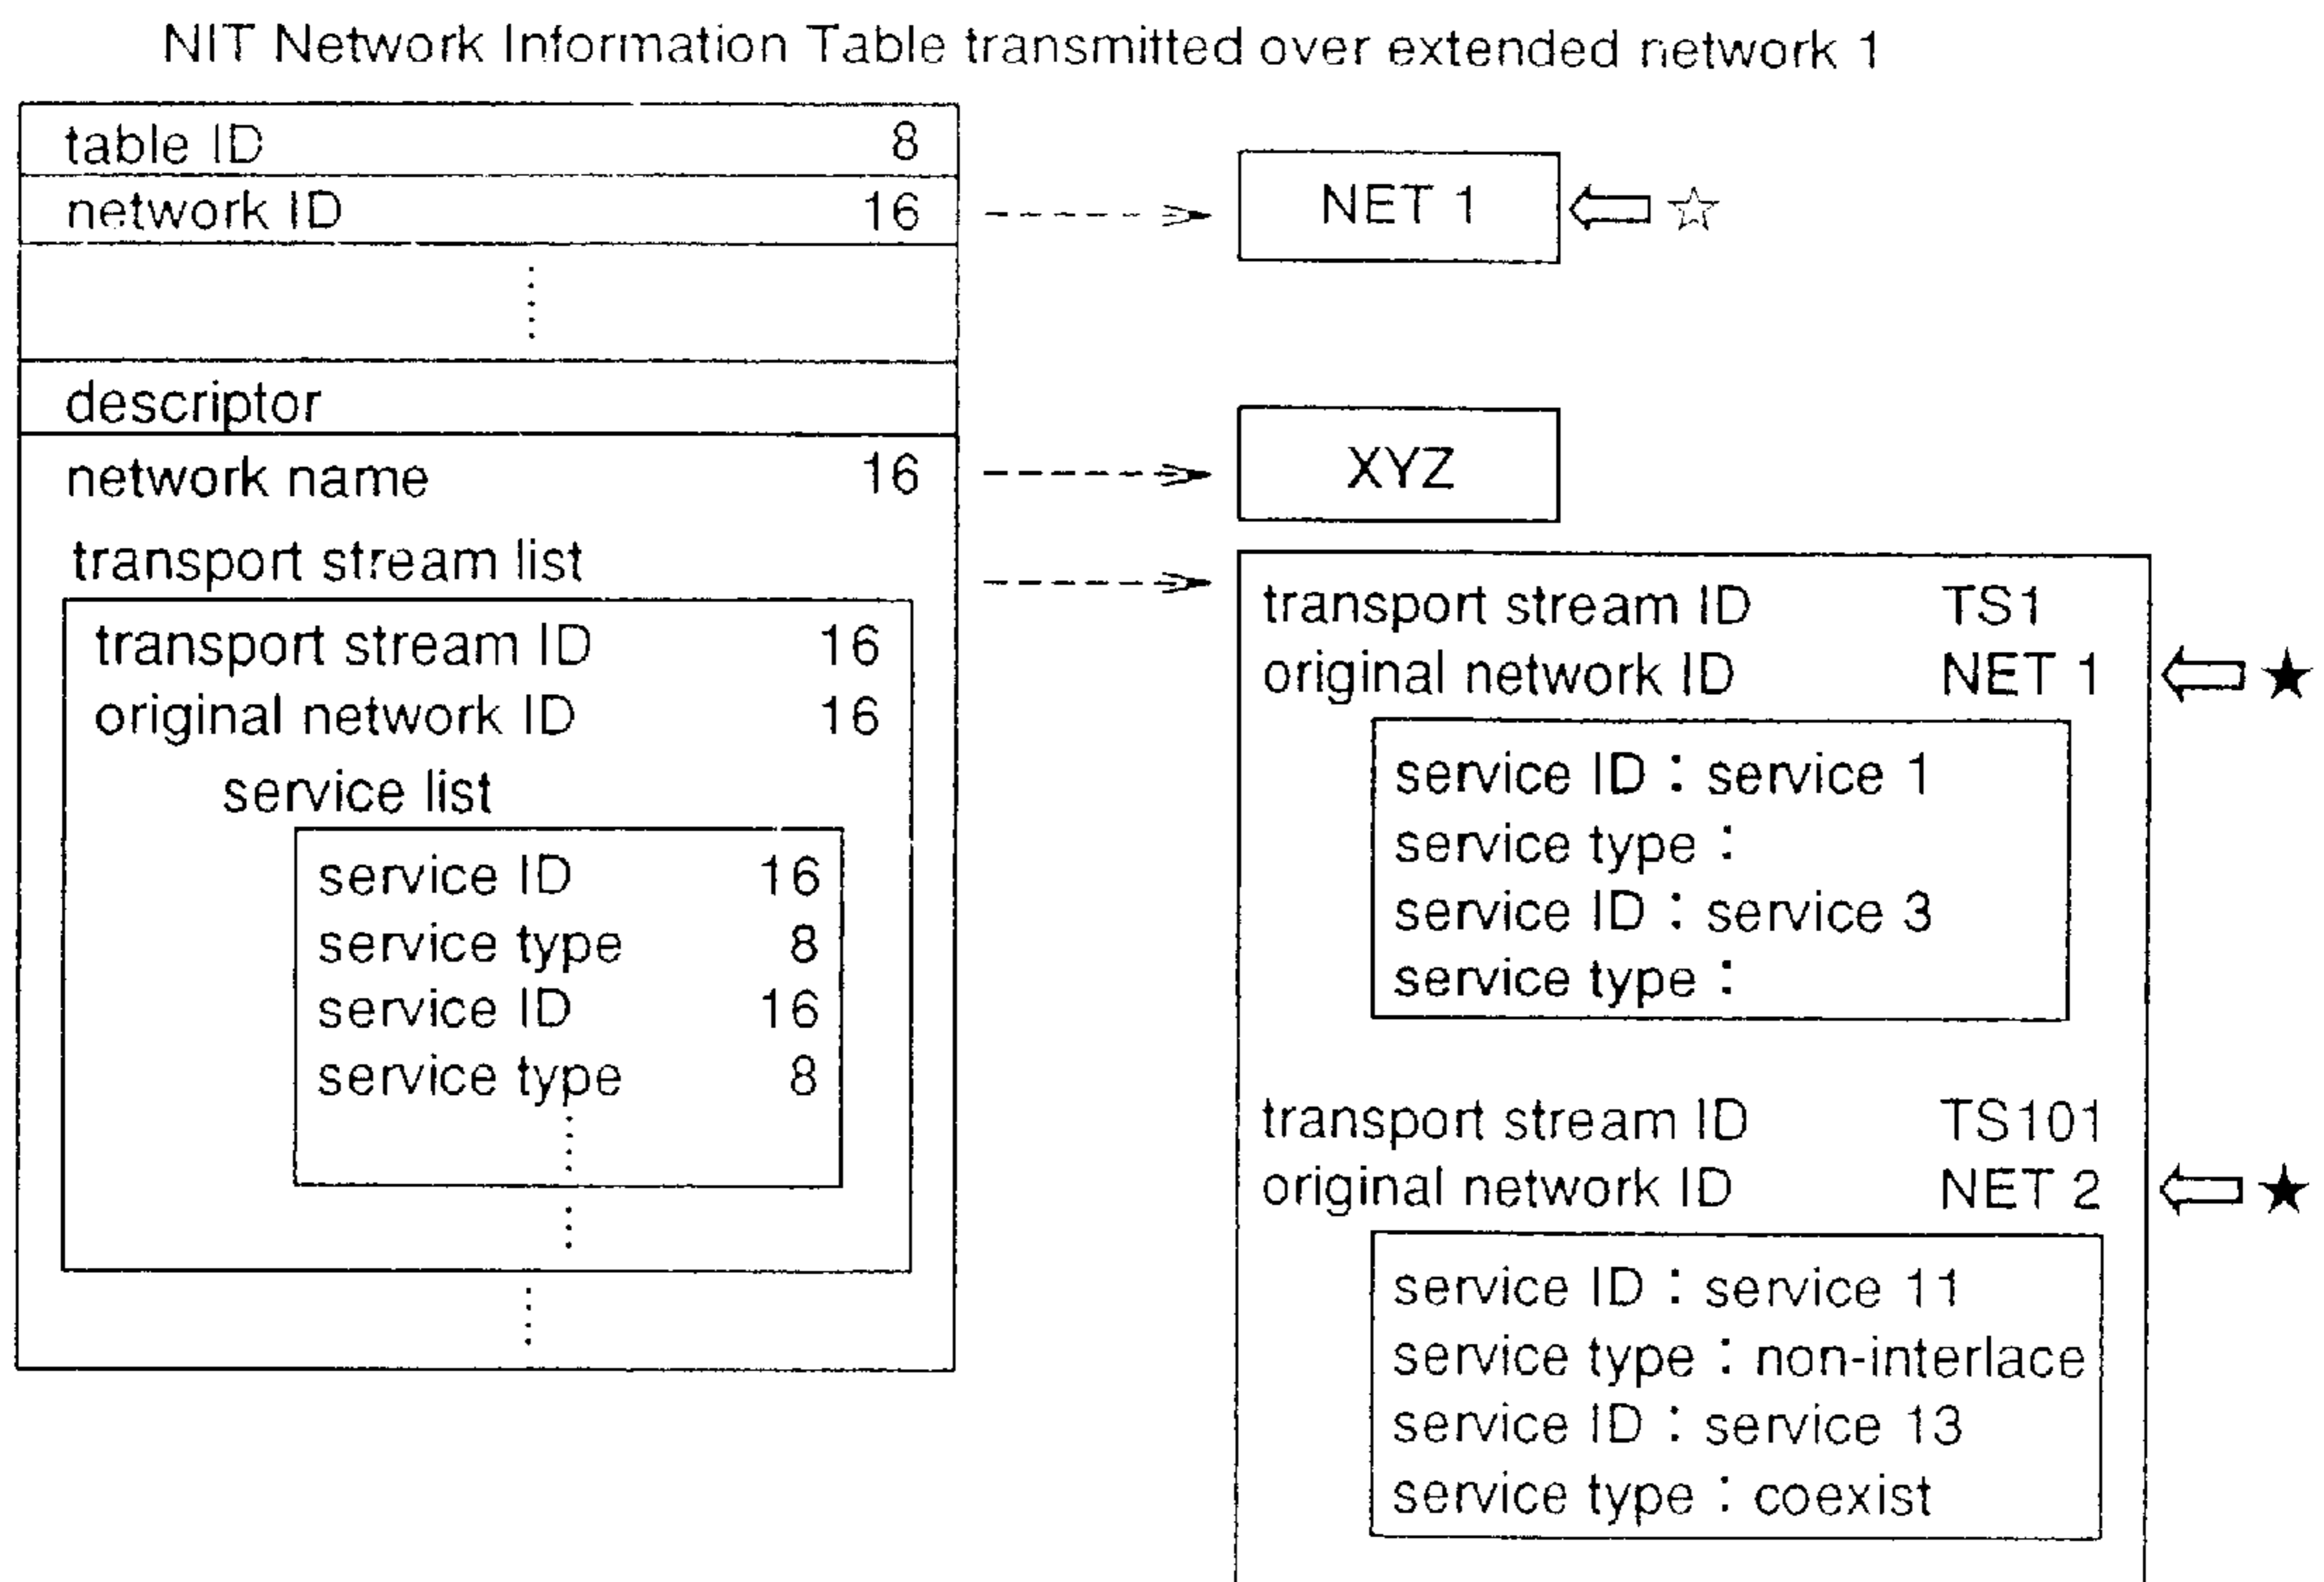 NIT Network Information Table transmitted over extended network 1
table ID 8
network ID 16
NET 1
descriptor
network name 16
XYZ
transport stream list
transport stream ID 16
original network ID 16
service list
service ID 16
service type 8
service ID 16
service type 8
transport stream ID TS1
original network ID NET 1
service ID : service 1
service type :
service ID : service 3
service type :
transport stream ID TS101
original network ID NET 2
service ID : service 11
service type : non-interlace
service ID : service 13
service type : coexist